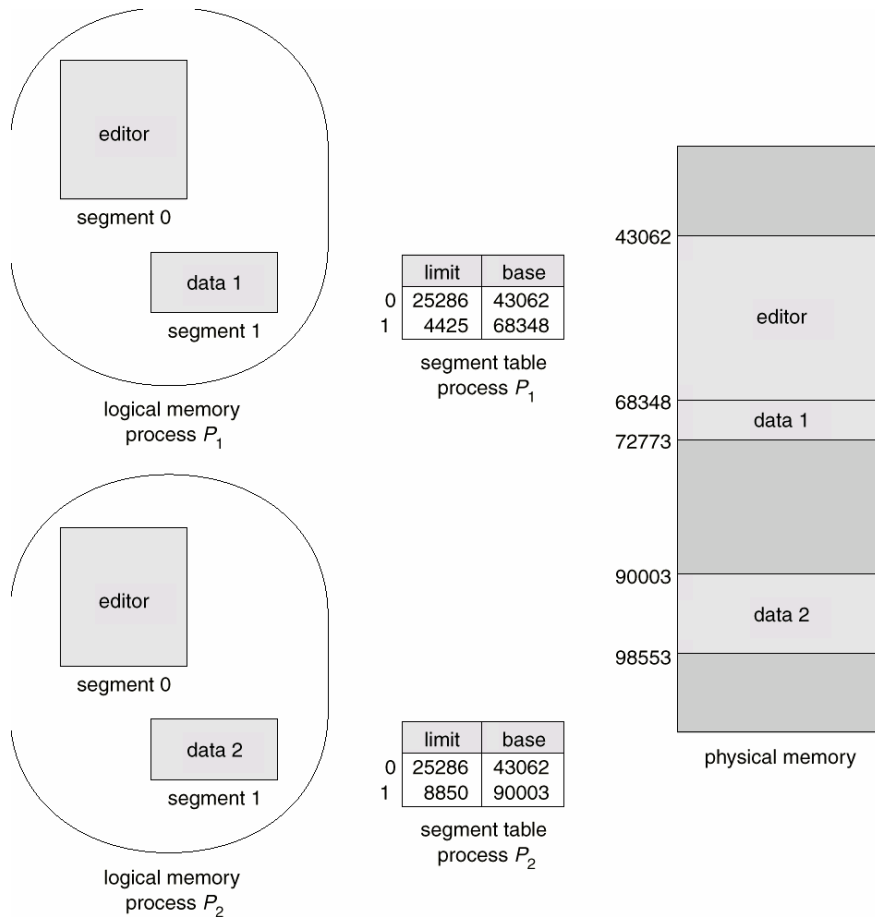 editor
segment 0
data 1
segment 1
logical memory
process P1
limit base
0 25286 43062
1 4425 68348
segment table
process P1
editor
segment 0
data 2
segment 1
logical memory
process P2
limit base
0 25286 43062
1 8850 90003
segment table
process P2
43062
editor
68348
data 1
72773
90003
data 2
98553
physical memory